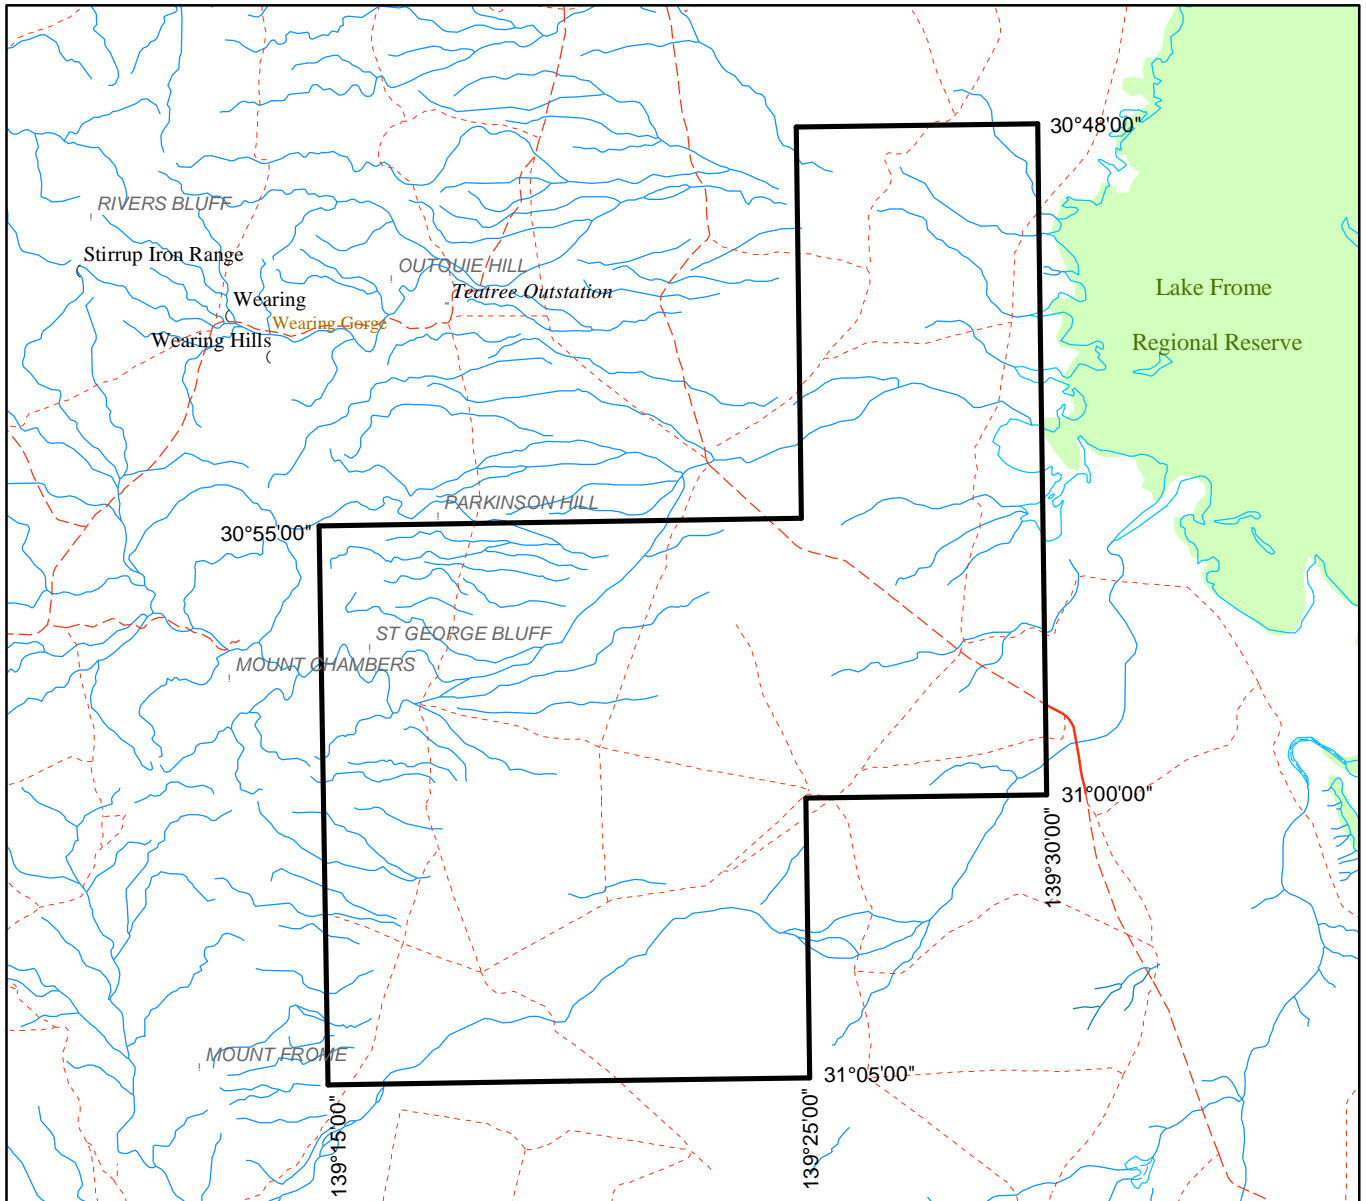 30°48'00"
RIVERS BLUFF
Stirrup Iron Range
OUTOUIE HILL
Teatree Outstation
Wearing
Wearing Gorge
Wearing Hills
Lake Frome
Regional Reserve
PARKINSON HILL
30°55'00"
ST GEORGE BLUFF
MOUNT CHAMBERS
31°00'00"
139°30'00"
MOUNT FROME
31°05'00"
139°15'00"
139°25'00"